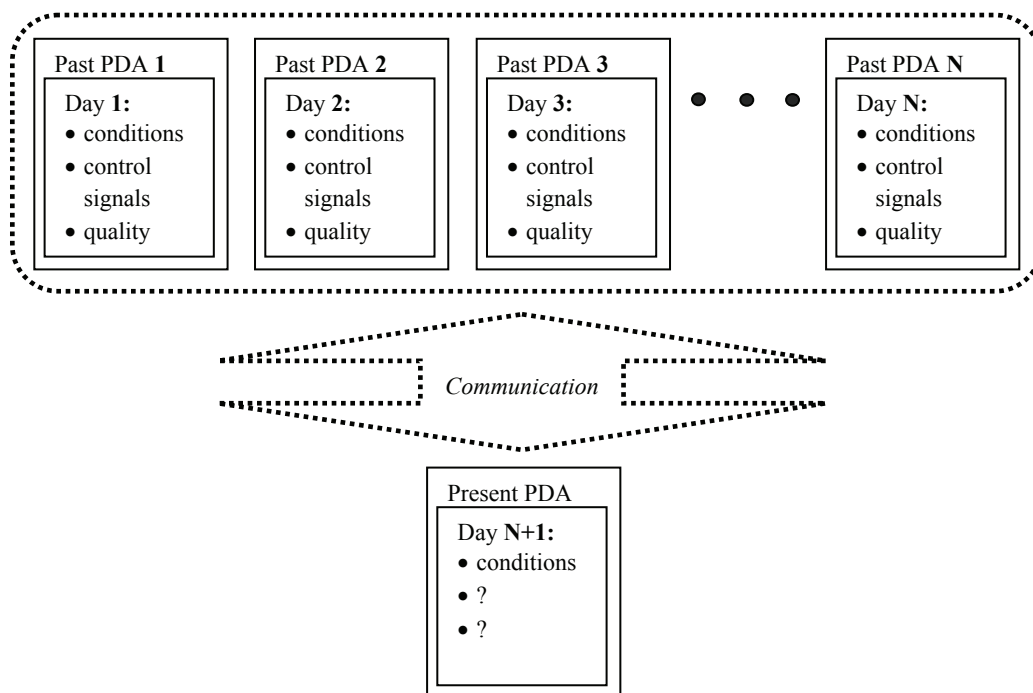 Past PDA 1
Day 1:
• conditions
• control
signals
• quality
Past PDA 2
Day 2:
• conditions
• control
signals
• quality
Past PDA 3
Day 3:
• conditions
• control
signals
• quality
Past PDA N
Day N:
• conditions
• control
signals
• quality
Communication
Present PDA
Day N+1:
• conditions
• ?
• ?